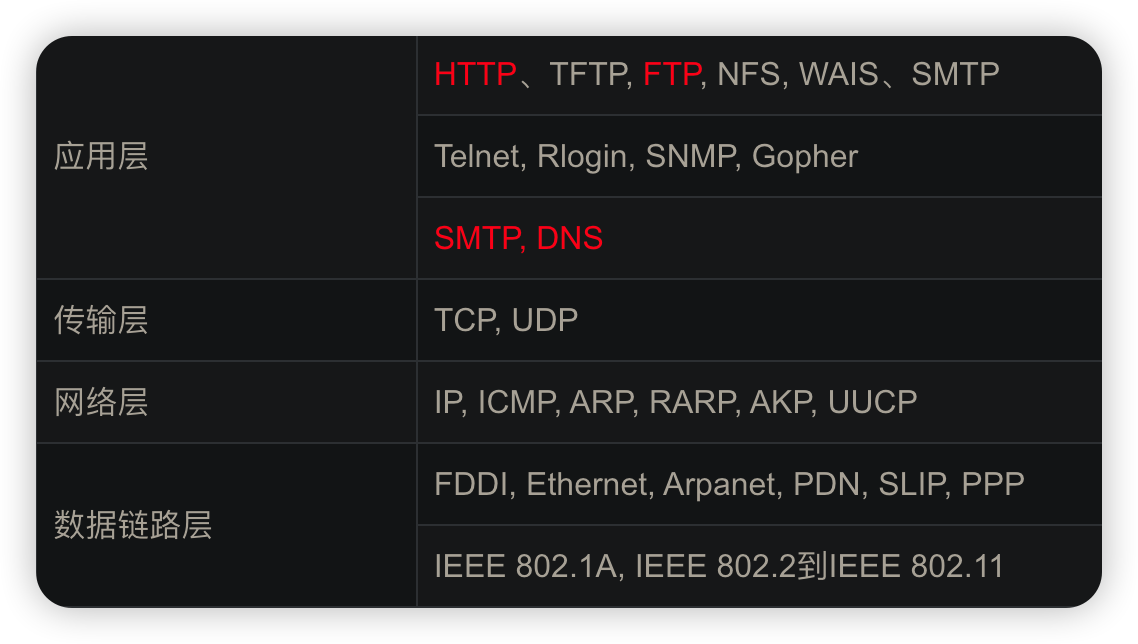 应用层
HTTP、TFTP, FTP, NFS, WAIS、SMTP
Telnet, Rlogin, SNMP, Gopher
SMTP, DNS
传输层
TCP, UDP
网络层
IP, ICMP, ARP, RARP, AKP, UUCP
数据链路层
FDDI, Ethernet, Arpanet, PDN, SLIP, PPP
IEEE 802.1A, IEEE 802.2到IEEE 802.11